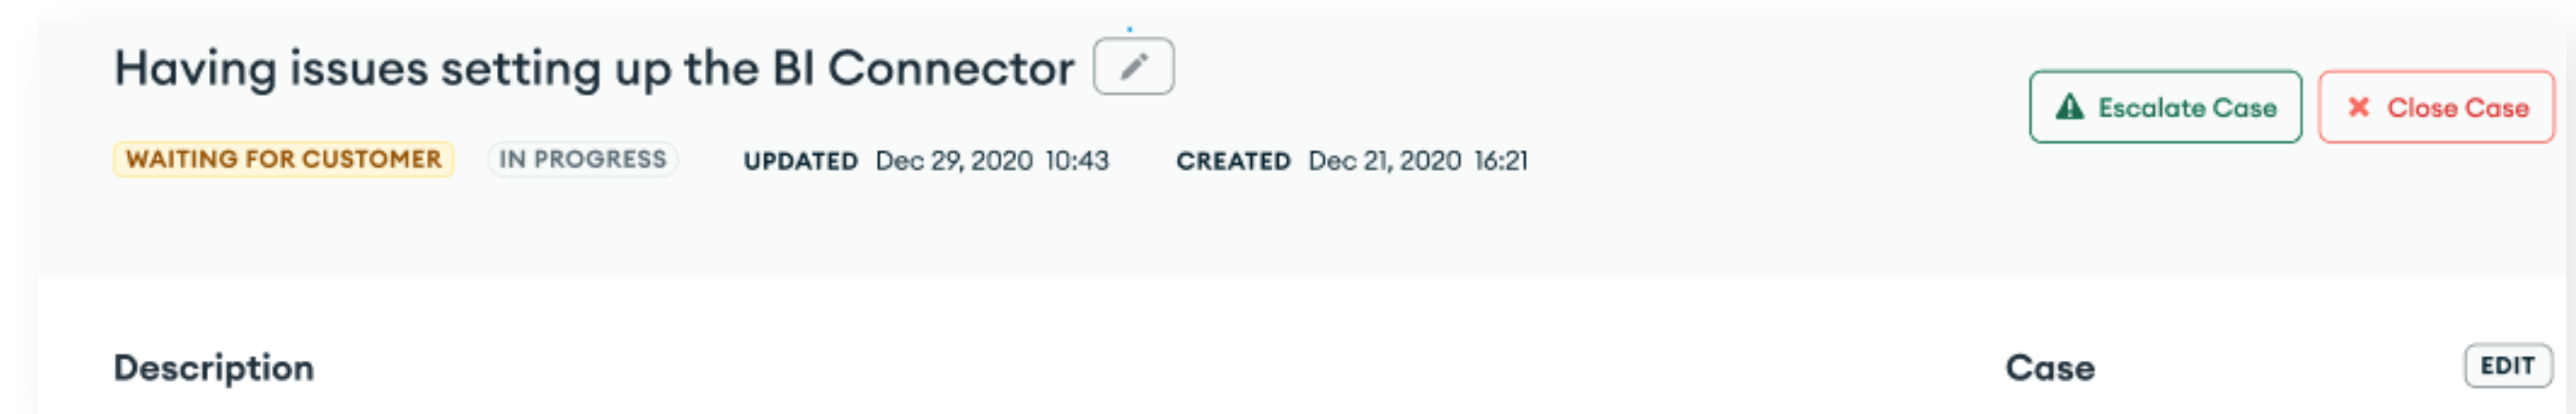 Having issues setting up the BI Connector
Escalate Case
Close Case
WAITING FOR CUSTOMER IN PROGRESS UPDATED Dec 29, 2020 10:43 CREATED Dec 21, 2020 16:21
Description
Case
EDIT